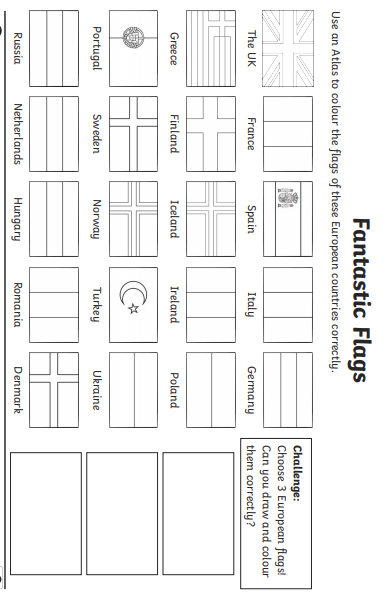 Fantastic Flags
Use an Atlas to colour the flags of these European countries correctly.
The UK
France
Spain
Italy
Germany
Greece
Finland
Iceland
Ireland
Poland
Portugal
Sweden
Norway
Turkey
Ukraine
Russia
Netherlands
Hungary
Romania
Denmark
Challenge:
Choose 3 European flags!
Can you draw and colour
them correctly?